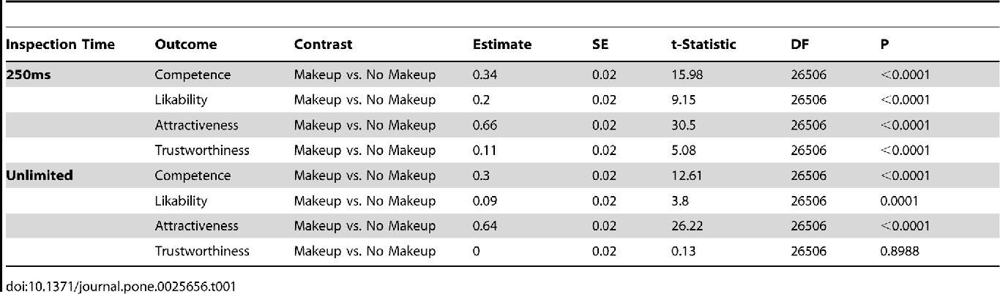 Inspection Time Outcome Contrast Estimate SE t-Statistic DF P
250ms Competence Makeup vs. No Makeup 0.34 0.02 15.98 26506 <0.0001
Likability Makeup vs. No Makeup 0.2 0.02 9.15 26506 <0.0001
Attractiveness Makeup vs. No Makeup 0.66 0.02 30.5 26506 <0.0001
Trustworthiness Makeup vs. No Makeup 0.11 0.02 5.08 26506 <0.0001
Unlimited Competence Makeup vs. No Makeup 0.3 0.02 12.61 26506 <0.0001
Likability Makeup vs. No Makeup 0.09 0.02 3.8 26506 0.0001
Attractiveness Makeup vs. No Makeup 0.64 0.02 26.22 26506 <0.0001
Trustworthiness Makeup vs. No Makeup 0 0.02 0.13 26506 0.8988
doi:10.1371/journal.pone.0025656.t001